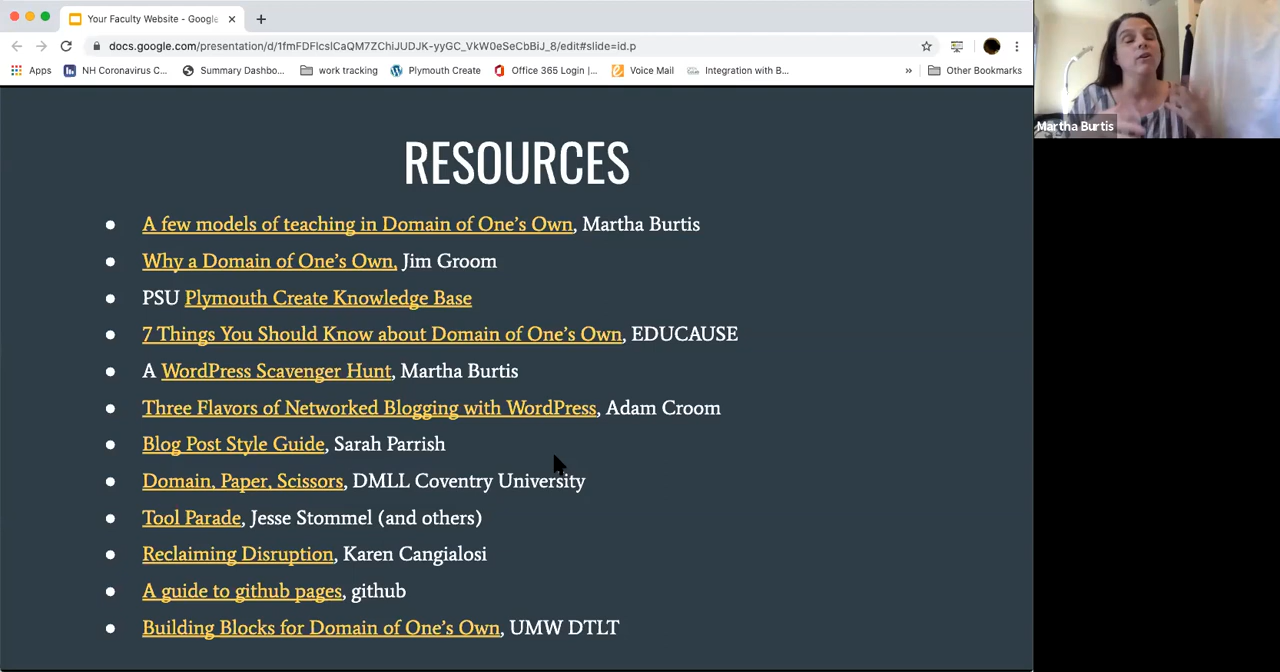 Your Faculty Website - Google
docs.google.com/presentation/d/1fmFDFlcslCaQM7ZChiJUDJK-yyGC_VkW0eSeCbBiJ_8/edit#slide=id.p
Apps
NH Coronavirus C...
Summary Dashbo...
work tracking
Plymouth Create
Office 365 Login |...
Voice Mail
Integration with B...
»
Other Bookmarks
Martha Burtis
RESOURCES
● A few models of teaching in Domain of One’s Own, Martha Burtis
● Why a Domain of One’s Own, Jim Groom
● PSU Plymouth Create Knowledge Base
● 7 Things You Should Know about Domain of One’s Own, EDUCAUSE
● A WordPress Scavenger Hunt, Martha Burtis
● Three Flavors of Networked Blogging with WordPress, Adam Croom
● Blog Post Style Guide, Sarah Parrish
● Domain, Paper, Scissors, DMLL Coventry University
● Tool Parade, Jesse Stommel (and others)
● Reclaiming Disruption, Karen Cangialosi
● A guide to github pages, github
● Building Blocks for Domain of One’s Own, UMW DTLT